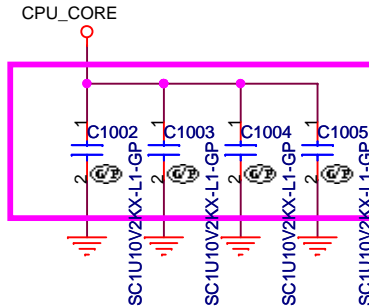 CPU_CORE
1
C1002
2
G/P
SC1U10V2KX-L1-GP
1
C1003
2
G/P
SC1U10V2KX-L1-GP
1
C1004
2
G/P
SC1U10V2KX-L1-GP
1
C1005
2
G/P
SC1U10V2KX-L1-GP